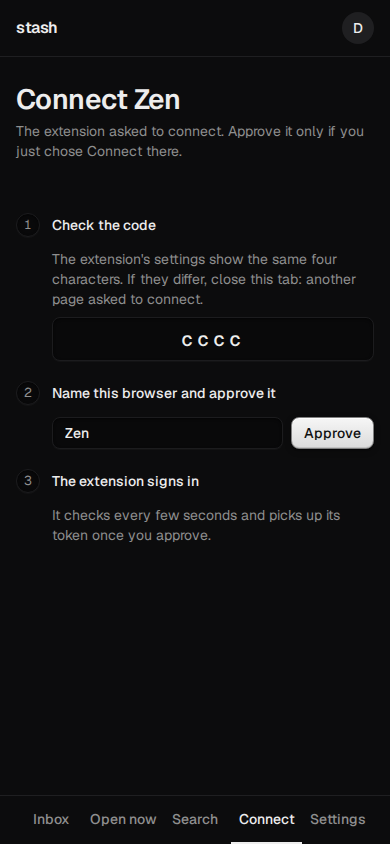 stash
D
Connect Zen
The extension asked to connect. Approve it only if you
just chose Connect there.
1
Check the code
The extension's settings show the same four
characters. If they differ, close this tab: another
page asked to connect.
C C C C
2
Name this browser and approve it
Zen
Approve
3
The extension signs in
It checks every few seconds and picks up its
token once you approve.
Inbox Open now Search Connect Settings